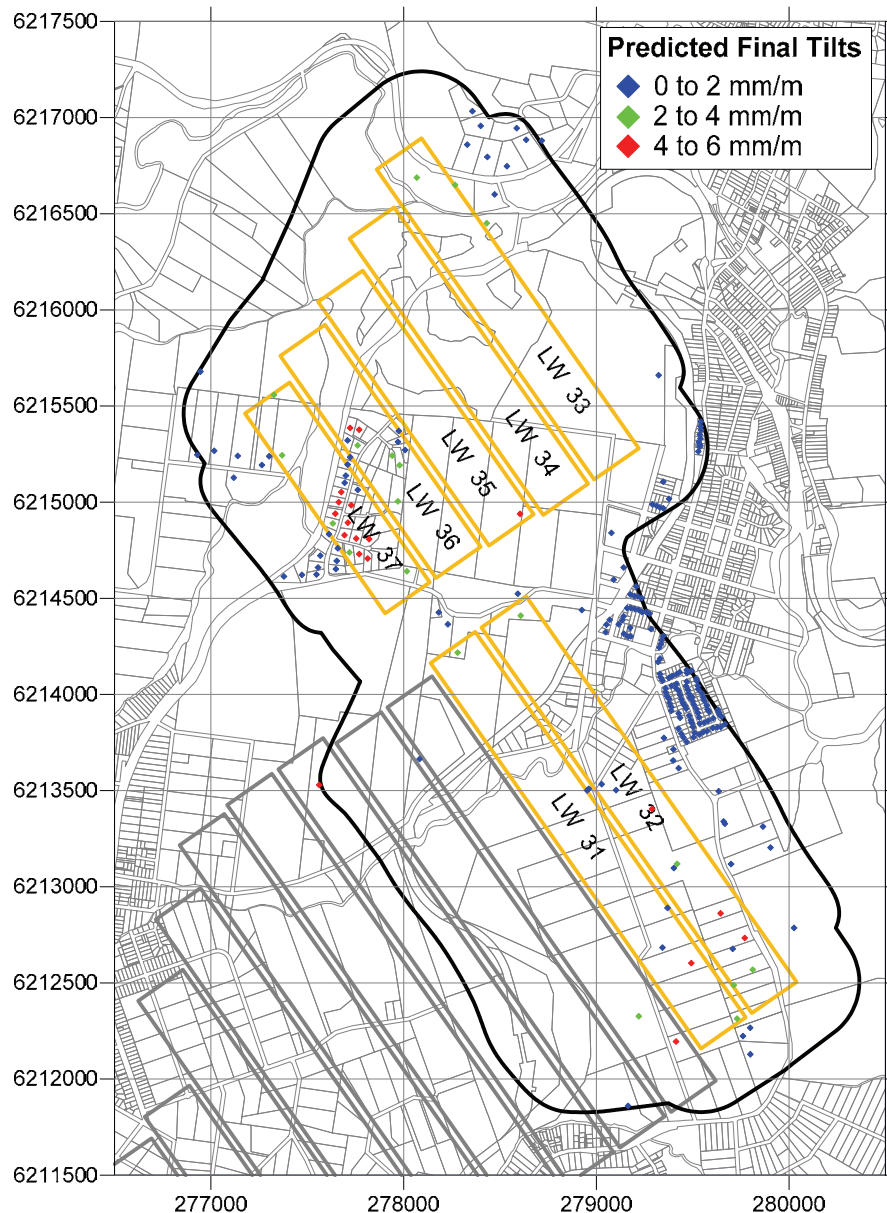 6217500
6217000
6216500
6216000
6215500
6215000
6214500
6214000
6213500
6213000
6212500
6212000
6211500
Predicted Final Tilts
0 to 2 mm/m
2 to 4 mm/m
4 to 6 mm/m
LW 33
LW 34
LW 35
LW 36
LW 37
LW 32
LW 31
277000
278000
279000
280000